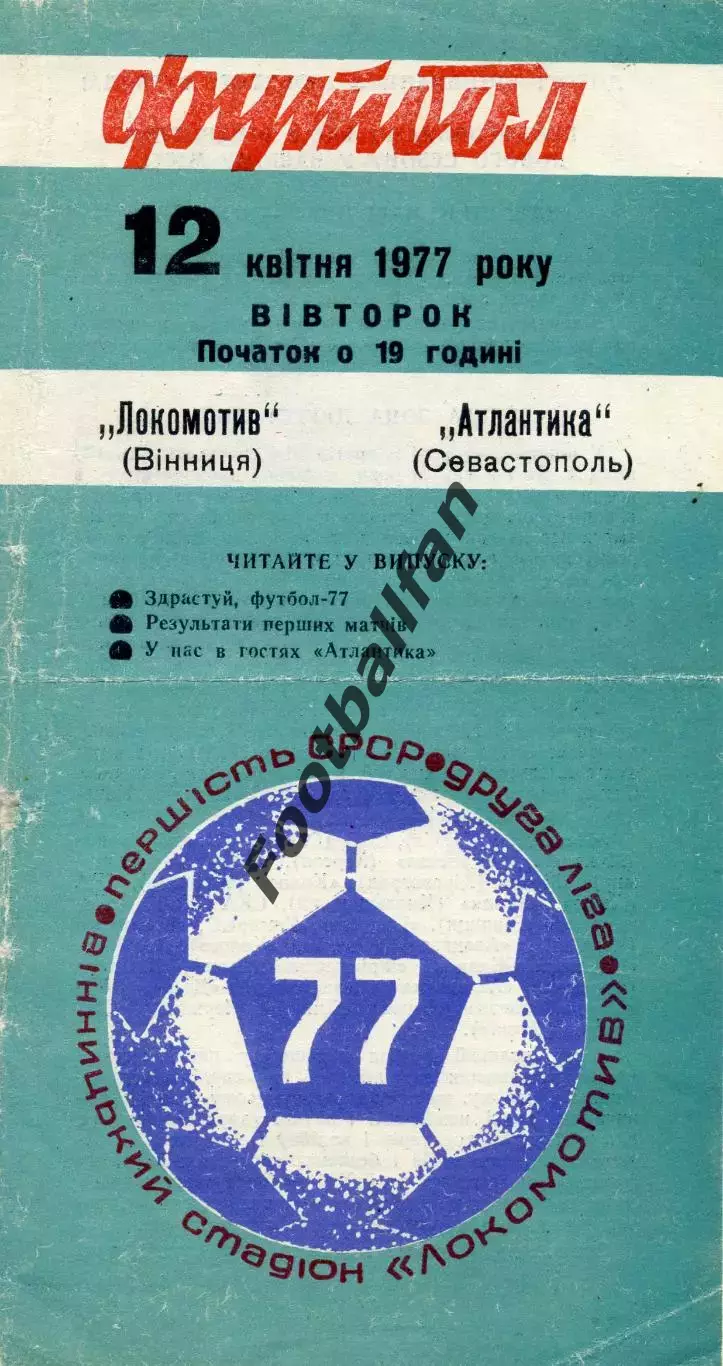 футбол
12 квітня 1977 року
ВІВТОРОК
Початок о 19 годині
„Локомотив“
(Вінниця)
„Атлантика“
(Севастополь)
ЧИТАЙТЕ У ВИПУСКУ:
Здрастуй, футбол-77
Результати перших матчів
У нас в гостях «Атлантика»
першість СРСР • друга ліга •
77
вінницький стадіон «Локомотив»
Footballfan